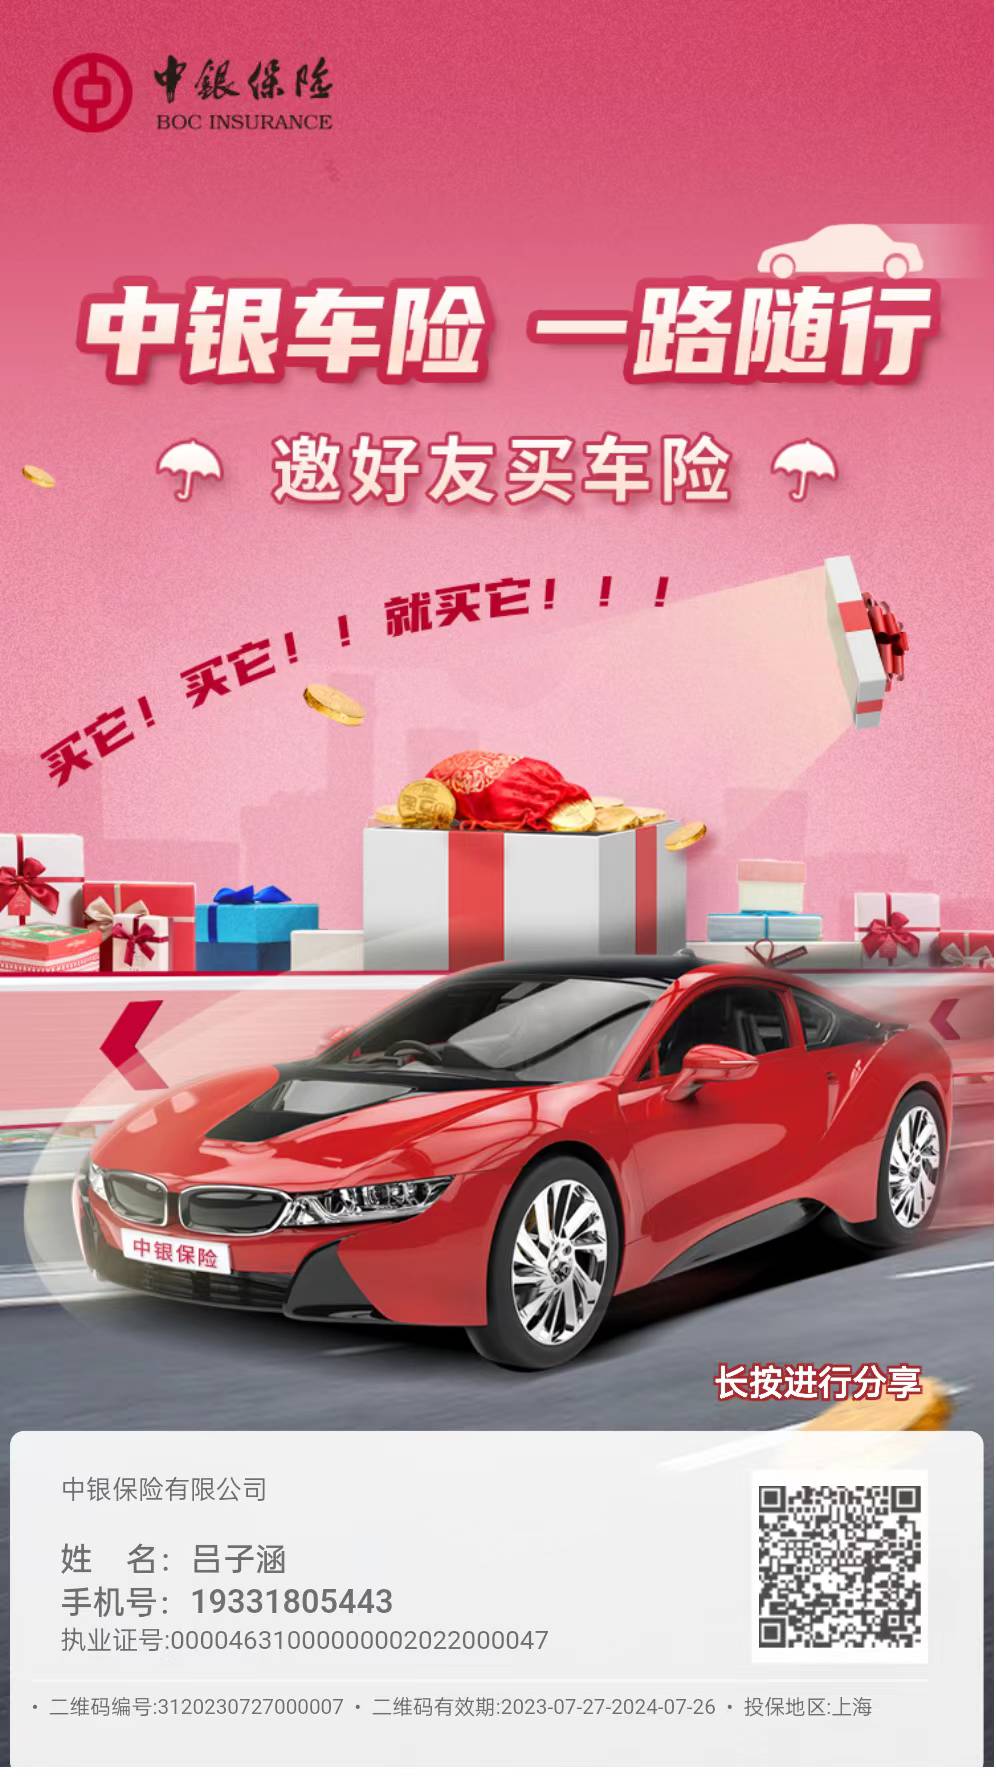 中银保险
BOC INSURANCE
中银车险 一路随行
邀好友买车险
买它！买它！！就买它！！！
中银保险
长按进行分享
中银保险有限公司
姓 名：吕子涵
手机号：19331805443
执业证号:00004631000000002022000047
• 二维码编号:3120230727000007 • 二维码有效期:2023-07-27-2024-07-26 • 投保地区:上海